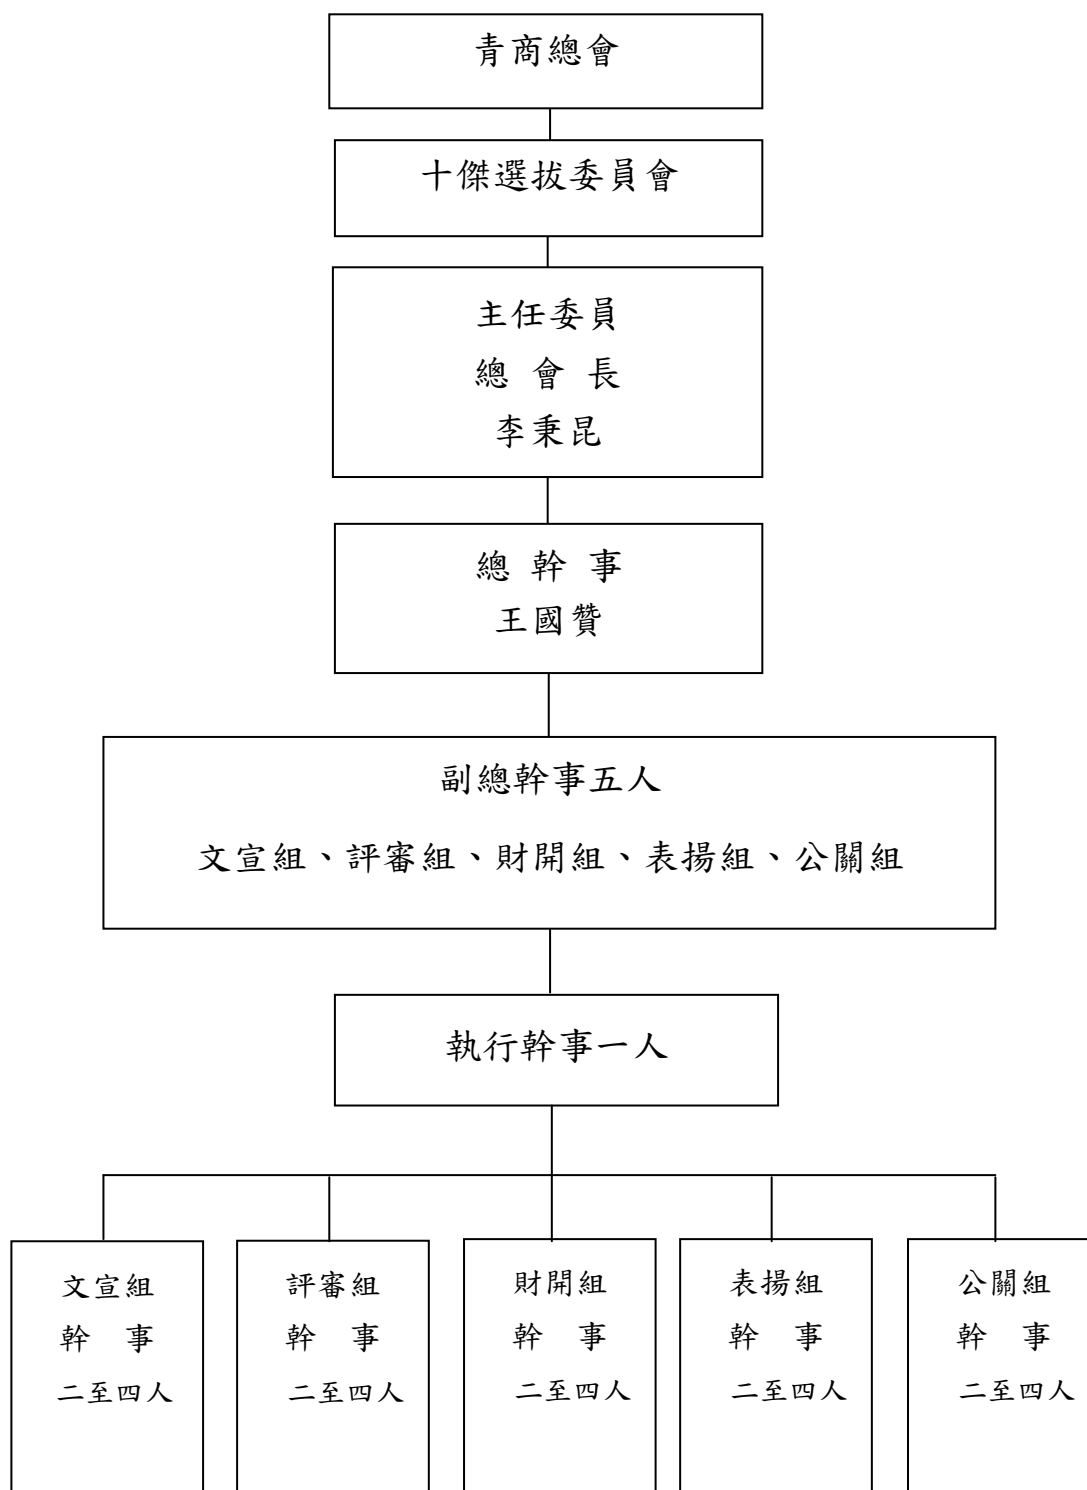 青商總會
十傑選拔委員會
主任委員
總 會 長
李秉昆
總 幹 事
王國贊
副總幹事五人
文宣組、評審組、財開組、表揚組、公關組
執行幹事一人
文宣組
幹 事
二至四人
評審組
幹 事
二至四人
財開組
幹 事
二至四人
表揚組
幹 事
二至四人
公關組
幹 事
二至四人